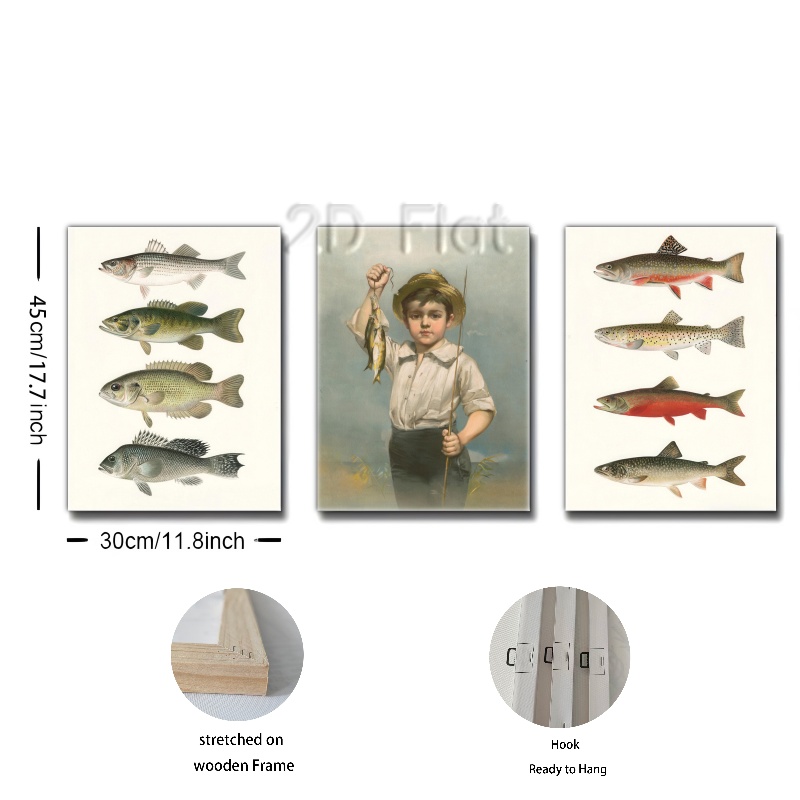 2D Flat
45cm/17.7inch
30cm/11.8inch
stretched on
wooden Frame
Hook
Ready to Hang